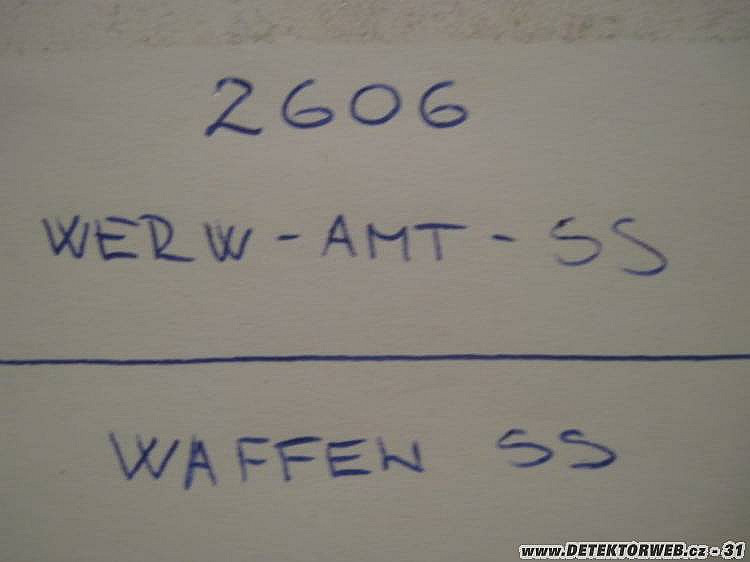 2606
WERW-AMT-SS
WAFFEN SS
www.DETEKTORWEB.cz - 31